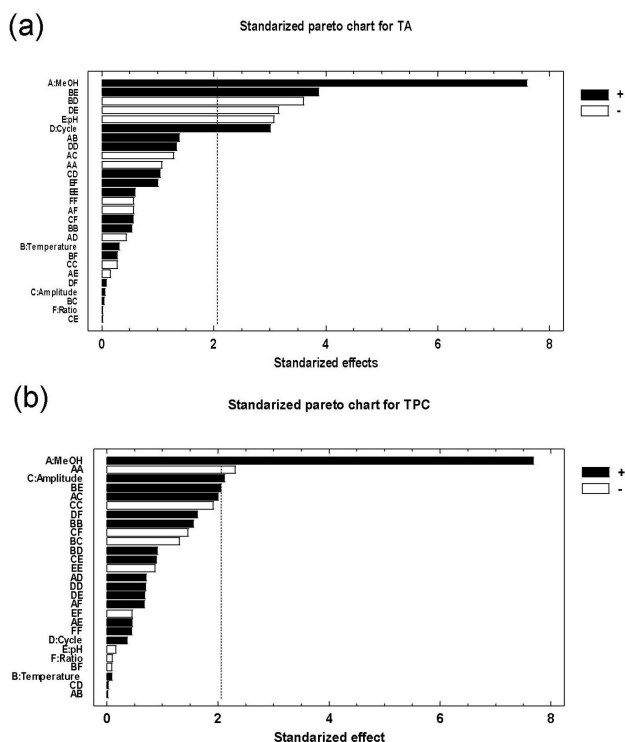 (a)
Standarized pareto chart for TA
A:MeOH
BE
BD
DE
E:pH
D:Cycle
AB
DD
AC
AA
CD
EF
EE
FF
AF
CF
BB
AD
B:Temperature
BF
CC
AE
DF
C:Amplitude
BC
F:Ratio
CE
+
-
0 2 4 6 8
Standarized effects
(b)
Standarized pareto chart for TPC
A:MeOH
AA
C:Amplitude
BE
AC
CC
DF
BB
CF
BC
BD
CE
EE
AD
DD
DE
AF
EF
AE
FF
D:Cycle
E:pH
F:Ratio
BF
B:Temperature
CD
AB
+
-
0 2 4 6 8
Standarized effect